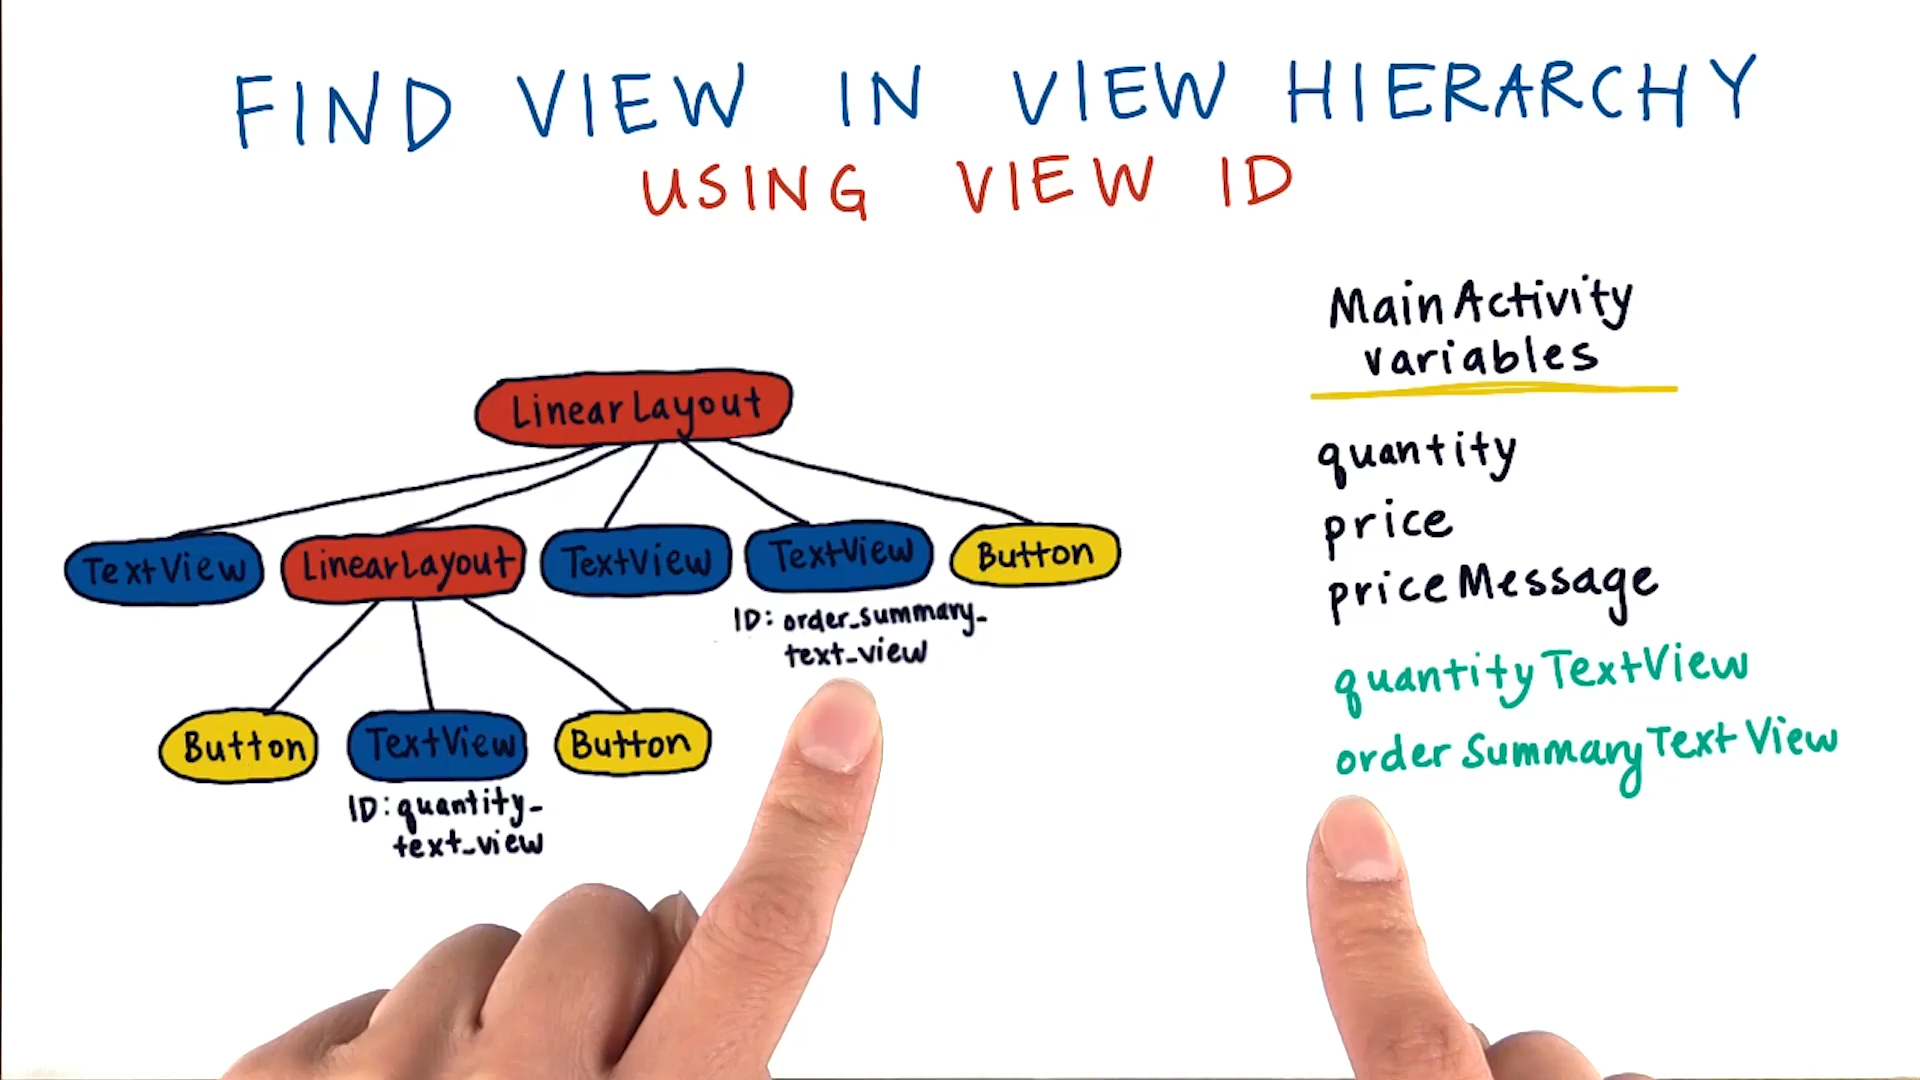 FIND VIEW IN VIEW HIERARCHY
USING VIEW ID
LinearLayout
TextView
LinearLayout
TextView
TextView
Button
ID: order_summary_
text_view
Button
TextView
Button
ID: quantity_
text_view
MainActivity
variables
quantity
price
priceMessage
quantityTextView
orderSummaryTextView